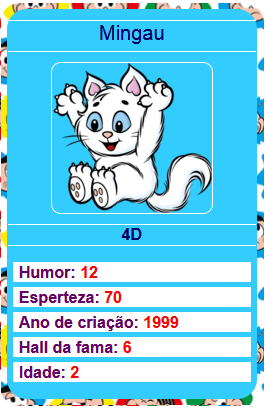 Mingau
4D
Humor: 12
Esperteza: 70
Ano de criação: 1999
Hall da fama: 6
Idade: 2